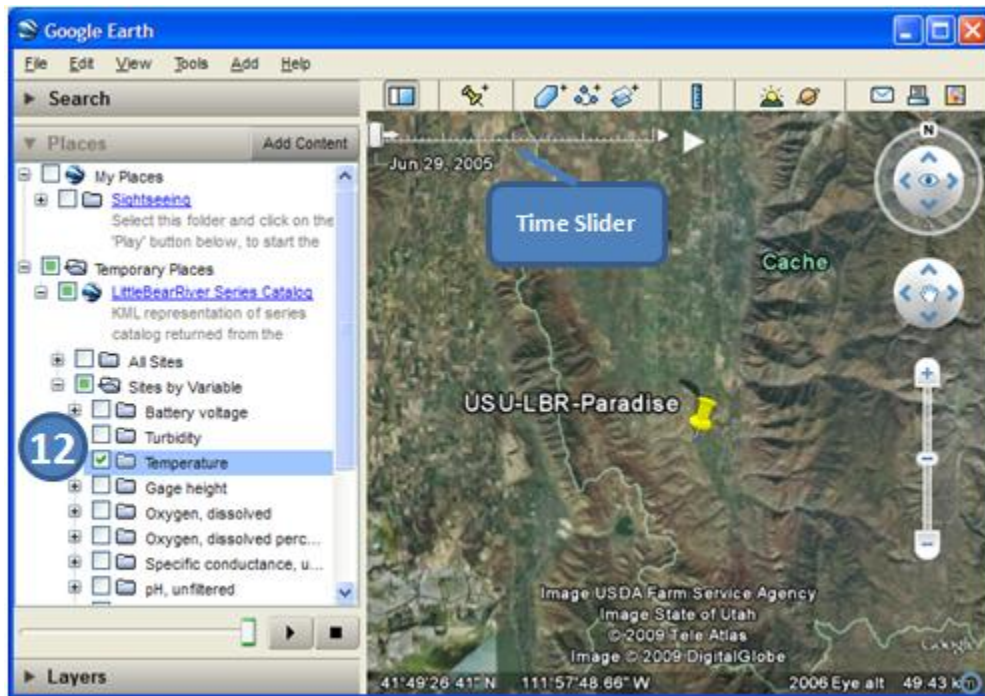 Google Earth
File Edit View Tools Add Help
Search
Places Add Content
My Places
Sightseeing
Select this folder and click on the
'Play' button below, to start the
Temporary Places
LittleBearRiver Series Catalog
KML representation of series
catalog returned from the
All Sites
Sites by Variable
Battery voltage
Turbidity
12
Temperature
Gage height
Oxygen, dissolved
Oxygen, dissolved perc...
Specific conductance, u...
pH, unfiltered
Layers
Jun 29, 2005
Time Slider
N
Cache
USU-LBR-Paradise
Image USDA Farm Service Agency
Image State of Utah
© 2009 Tele Atlas
Image © 2009 DigitalGlobe
41°49'26.41" N 111°57'48.66" W 2006 Eye alt 49.43 km